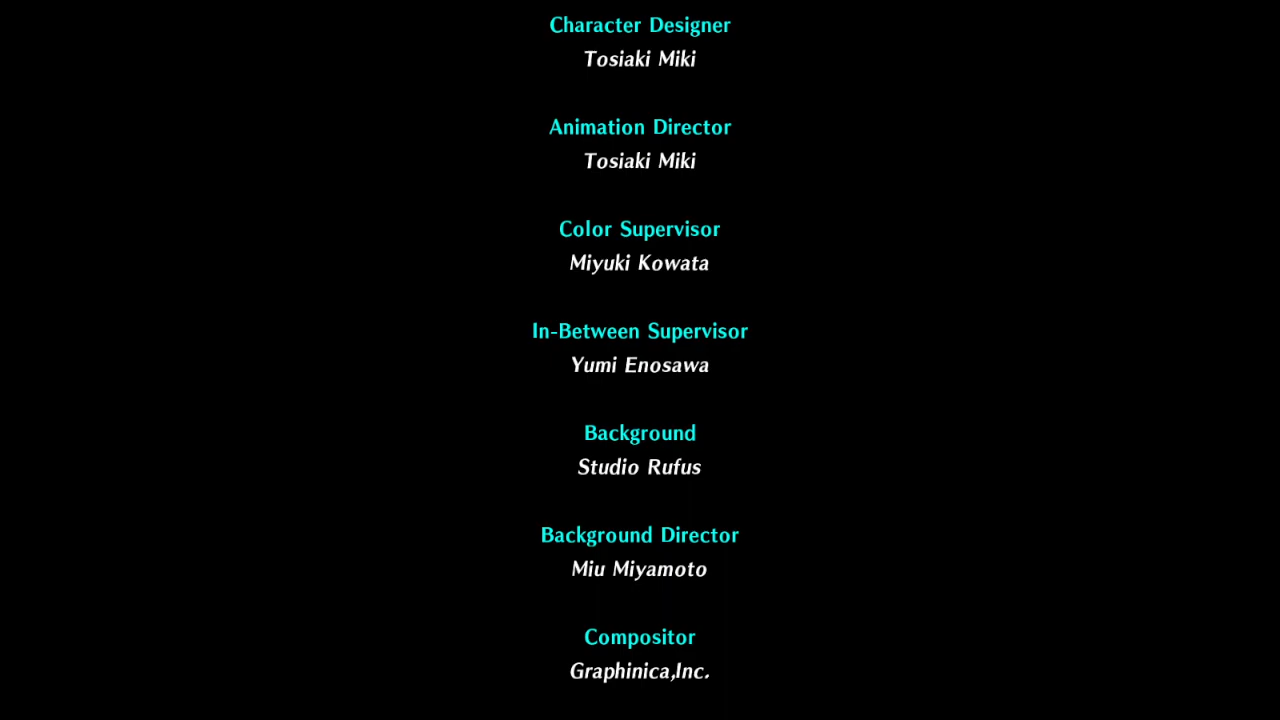 Character Designer
Tosiaki Miki
Animation Director
Tosiaki Miki
Color Supervisor
Miyuki Kowata
In-Between Supervisor
Yumi Enosawa
Background
Studio Rufus
Background Director
Miu Miyamoto
Compositor
Graphinica,Inc.